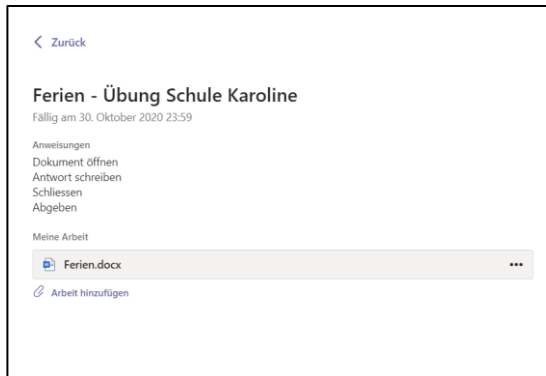 Zurück
Ferien - Übung Schule Karoline
Fällig am 30. Oktober 2020 23:59
Anweisungen
Dokument öffnen
Antwort schreiben
Schliessen
Abgeben
Meine Arbeit
Ferien.docx
Arbeit hinzufügen